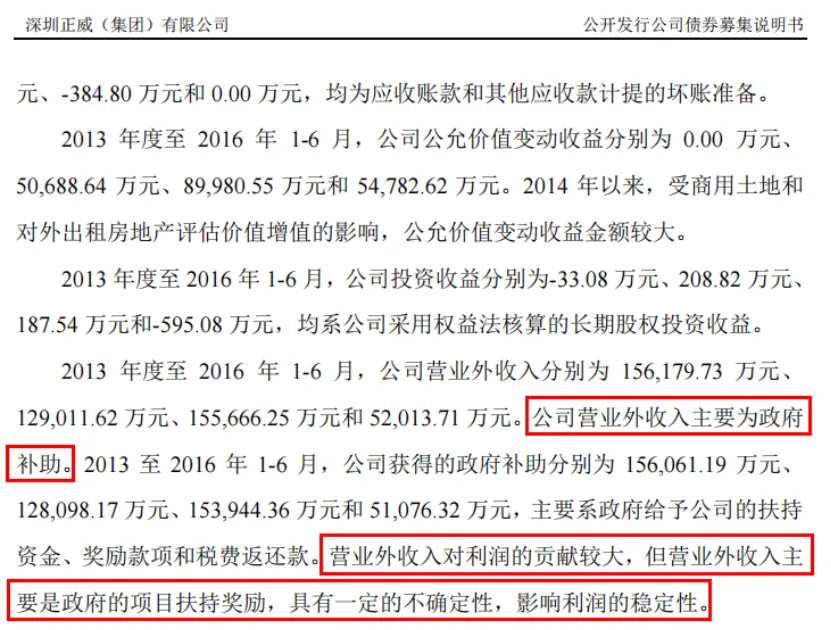 深圳正威（集团）有限公司 公开发行公司债券募集说明书
元、-384.80 万元和 0.00 万元，均为应收账款和其他应收款计提的坏账准备。
2013 年度至 2016 年 1-6 月，公司公允价值变动收益分别为 0.00 万元、
50,688.64 万元、89,980.55 万元和 54,782.62 万元。2014 年以来，受商用土地和
对外出租房地产评估价值增值的影响，公允价值变动收益金额较大。
2013 年度至 2016 年 1-6 月，公司投资收益分别为-33.08 万元、208.82 万元、
187.54 万元和-595.08 万元，均系公司采用权益法核算的长期股权投资收益。
2013 年度至 2016 年 1-6 月，公司营业外收入分别为 156,179.73 万元、
129,011.62 万元、155,666.25 万元和 52,013.71 万元。公司营业外收入主要为政府
补助。2013 至 2016 年 1-6 月，公司获得的政府补助分别为 156,061.19 万元、
128,098.17 万元、153,944.36 万元和 51,076.32 万元，主要系政府给予公司的扶持
资金、奖励款项和税费返还款。营业外收入对利润的贡献较大，但营业外收入主
要是政府的项目扶持奖励，具有一定的不确定性，影响利润的稳定性。